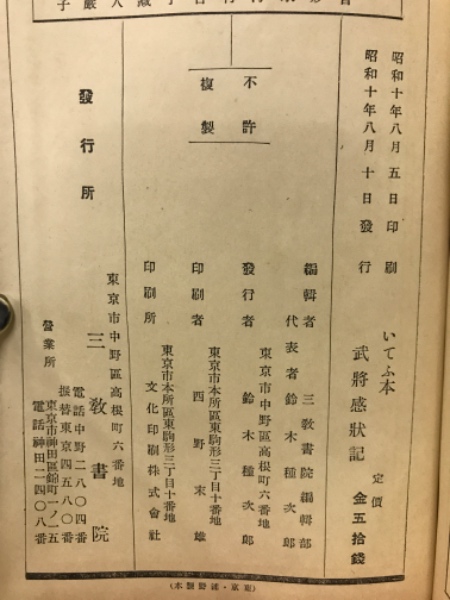 昭和十年八月五日印刷
昭和十年八月十日發行
いてふ本
武將感狀記
定價 金五拾錢
不許
複製
編輯者 三敎書院編輯部
代表者 鈴木種次郎
東京市中野區高根町六番地
發行者 鈴木種次郎
東京市本所區東駒形三丁目十番地
印刷者 西野末雄
東京市本所區東駒形三丁目十番地
印刷所 文化印刷株式會社
發行所
東京市中野區高根町六番地
三敎書院
電話中野二八〇四番
振替東京四五八〇番
營業所
東京市神田區錦町一ノ一五
電話神田二四〇八番